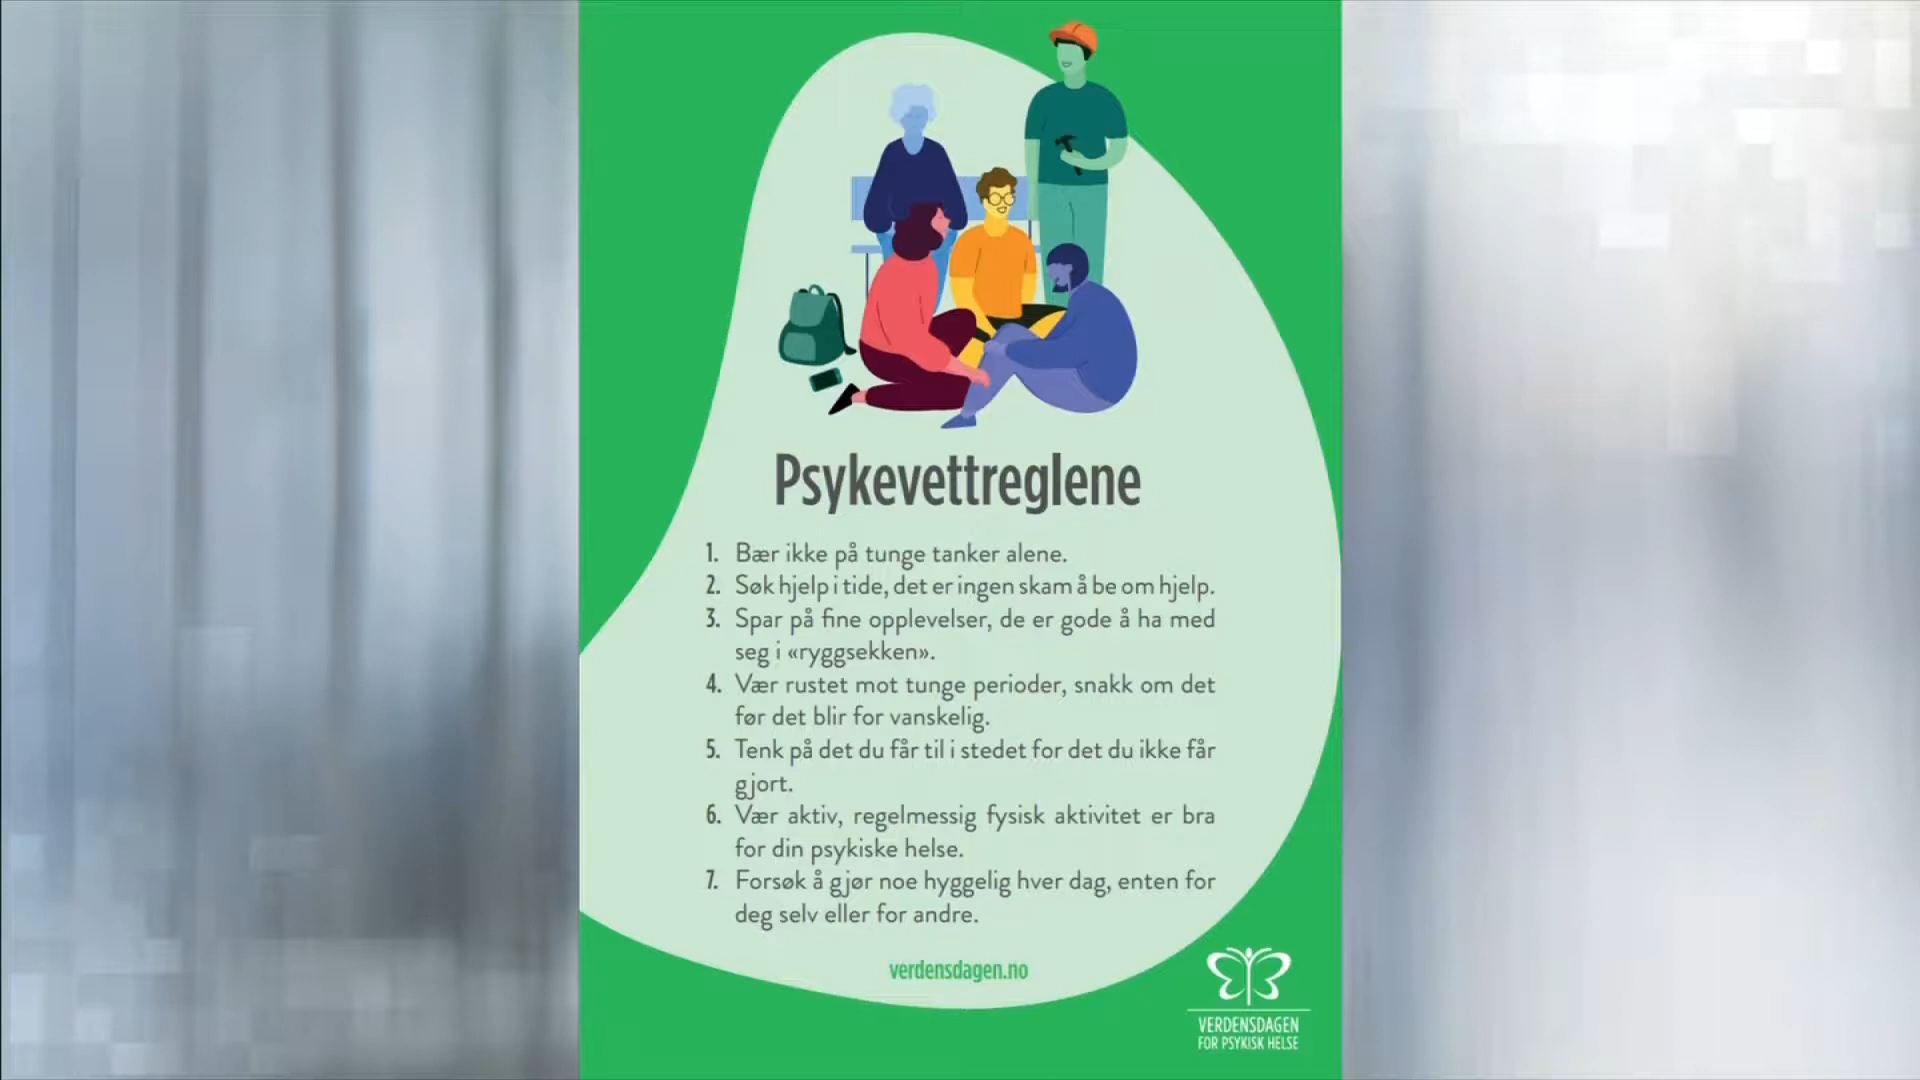 Psykevettreglene
1. Bær ikke på tunge tanker alene.
2. Søk hjelp i tide, det er ingen skam å be om hjelp.
3. Spar på fine opplevelser, de er gode å ha med
seg i «ryggsekken».
4. Vær rustet mot tunge perioder, snakk om det
før det blir for vanskelig.
5. Tenk på det du får til i stedet for det du ikke får
gjort.
6. Vær aktiv, regelmessig fysisk aktivitet er bra
for din psykiske helse.
7. Forsøk å gjør noe hyggelig hver dag, enten for
deg selv eller for andre.
verdensdagen.no
VERDENSDAGEN
FOR PSYKISK HELSE